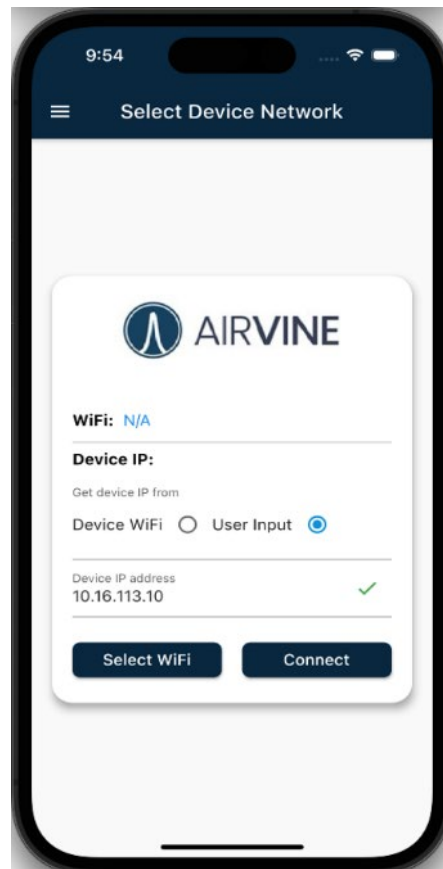 9:54
Select Device Network
AIRVINE
WiFi: N/A
Device IP:
Get device IP from
Device WiFi User Input
Device IP address
10.16.113.10
Select WiFi Connect